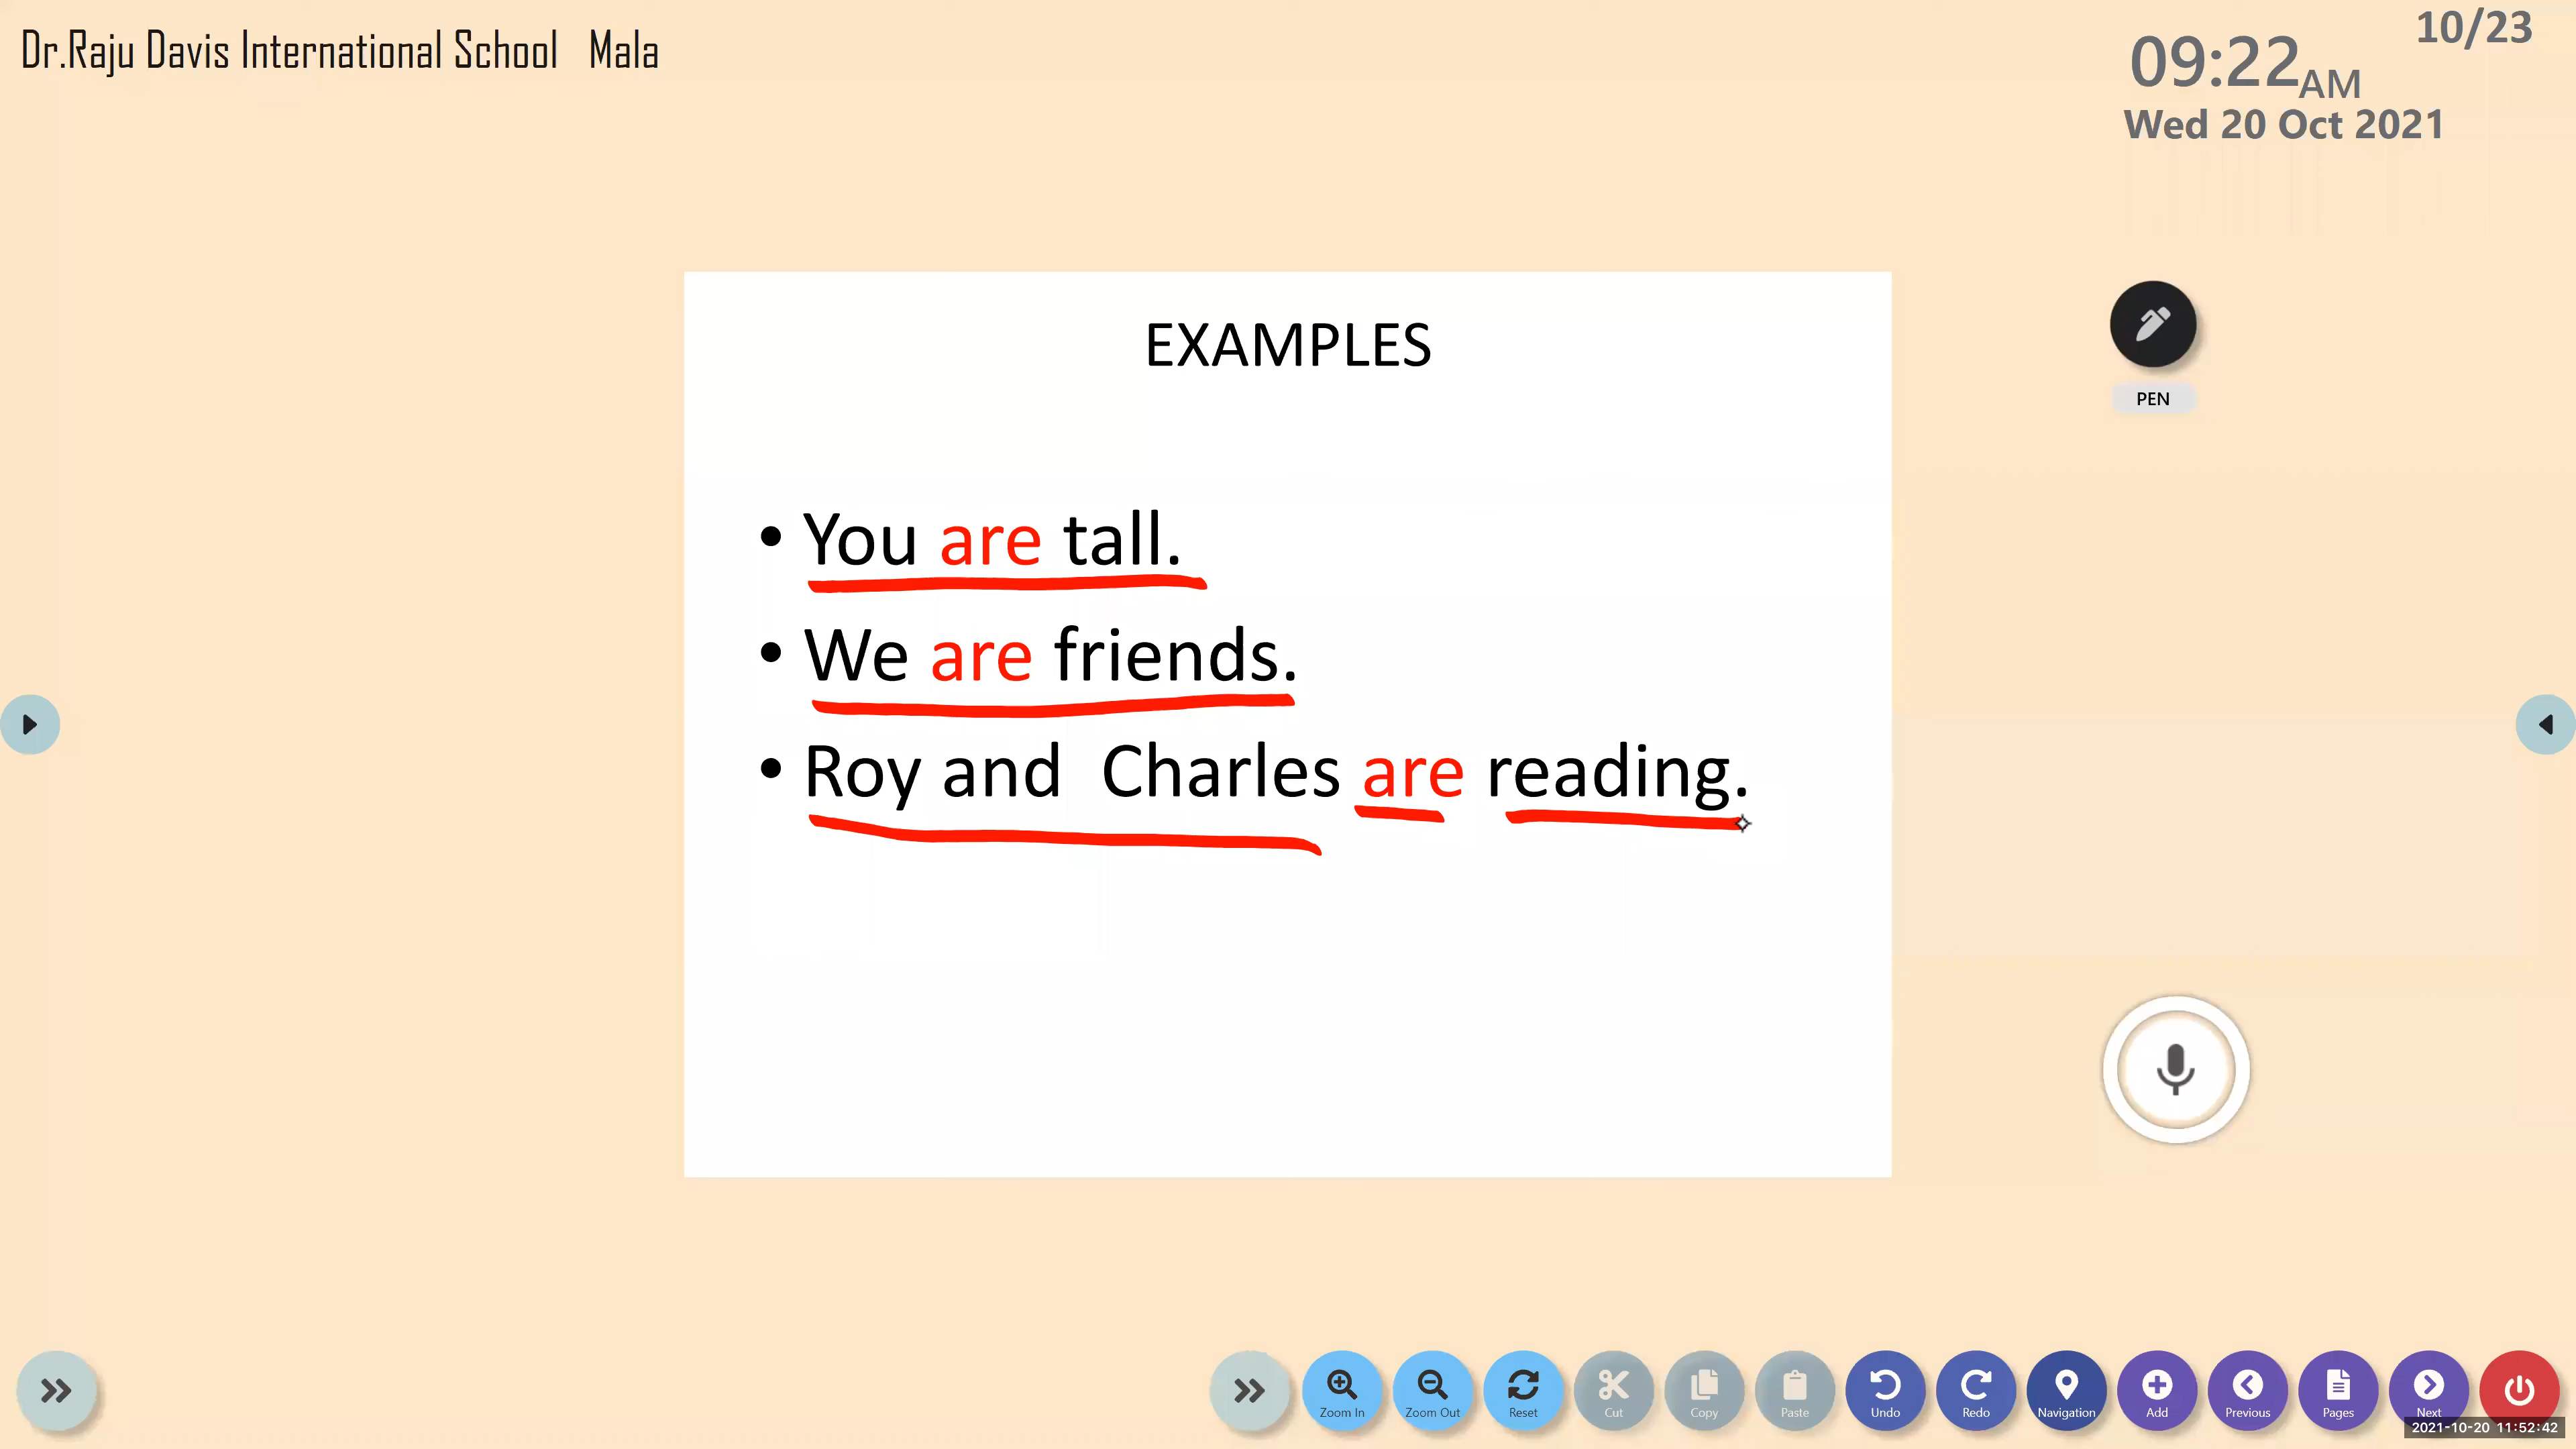 Dr.Raju Davis International School Mala
10/23
09:22AM
Wed 20 Oct 2021
EXAMPLES
PEN
• You are tall.
• We are friends.
• Roy and Charles are reading.
Zoom In Zoom Out Reset Cut Copy Paste Undo Redo Navigation Add Previous Pages Next
2021-10-20 11:52:42